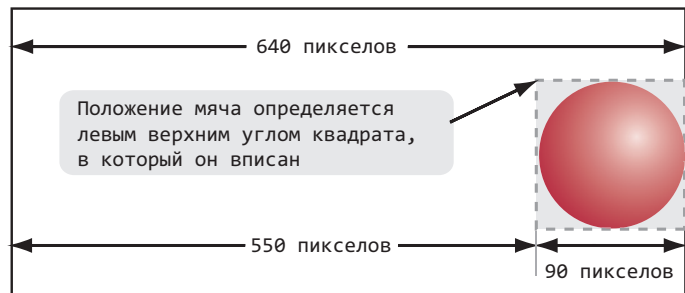 640 пикселов
Положение мяча определяется
левым верхним углом квадрата,
в который он вписан
550 пикселов
90 пикселов